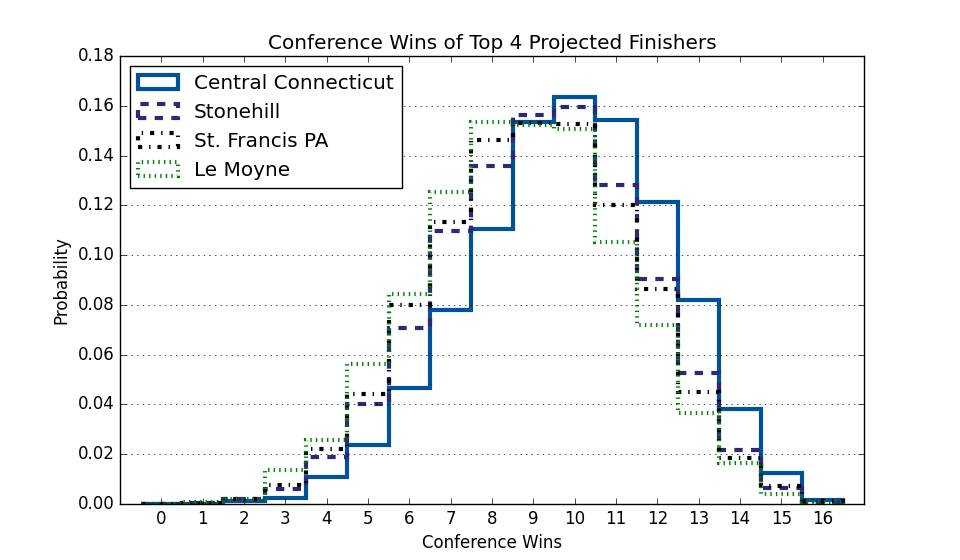 Conference Wins of Top 4 Projected Finishers
Central Connecticut
Stonehill
St. Francis PA
Le Moyne
Probability
0.18
0.16
0.14
0.12
0.10
0.08
0.06
0.04
0.02
0.00
0 1 2 3 4 5 6 7 8 9 10 11 12 13 14 15 16
Conference Wins